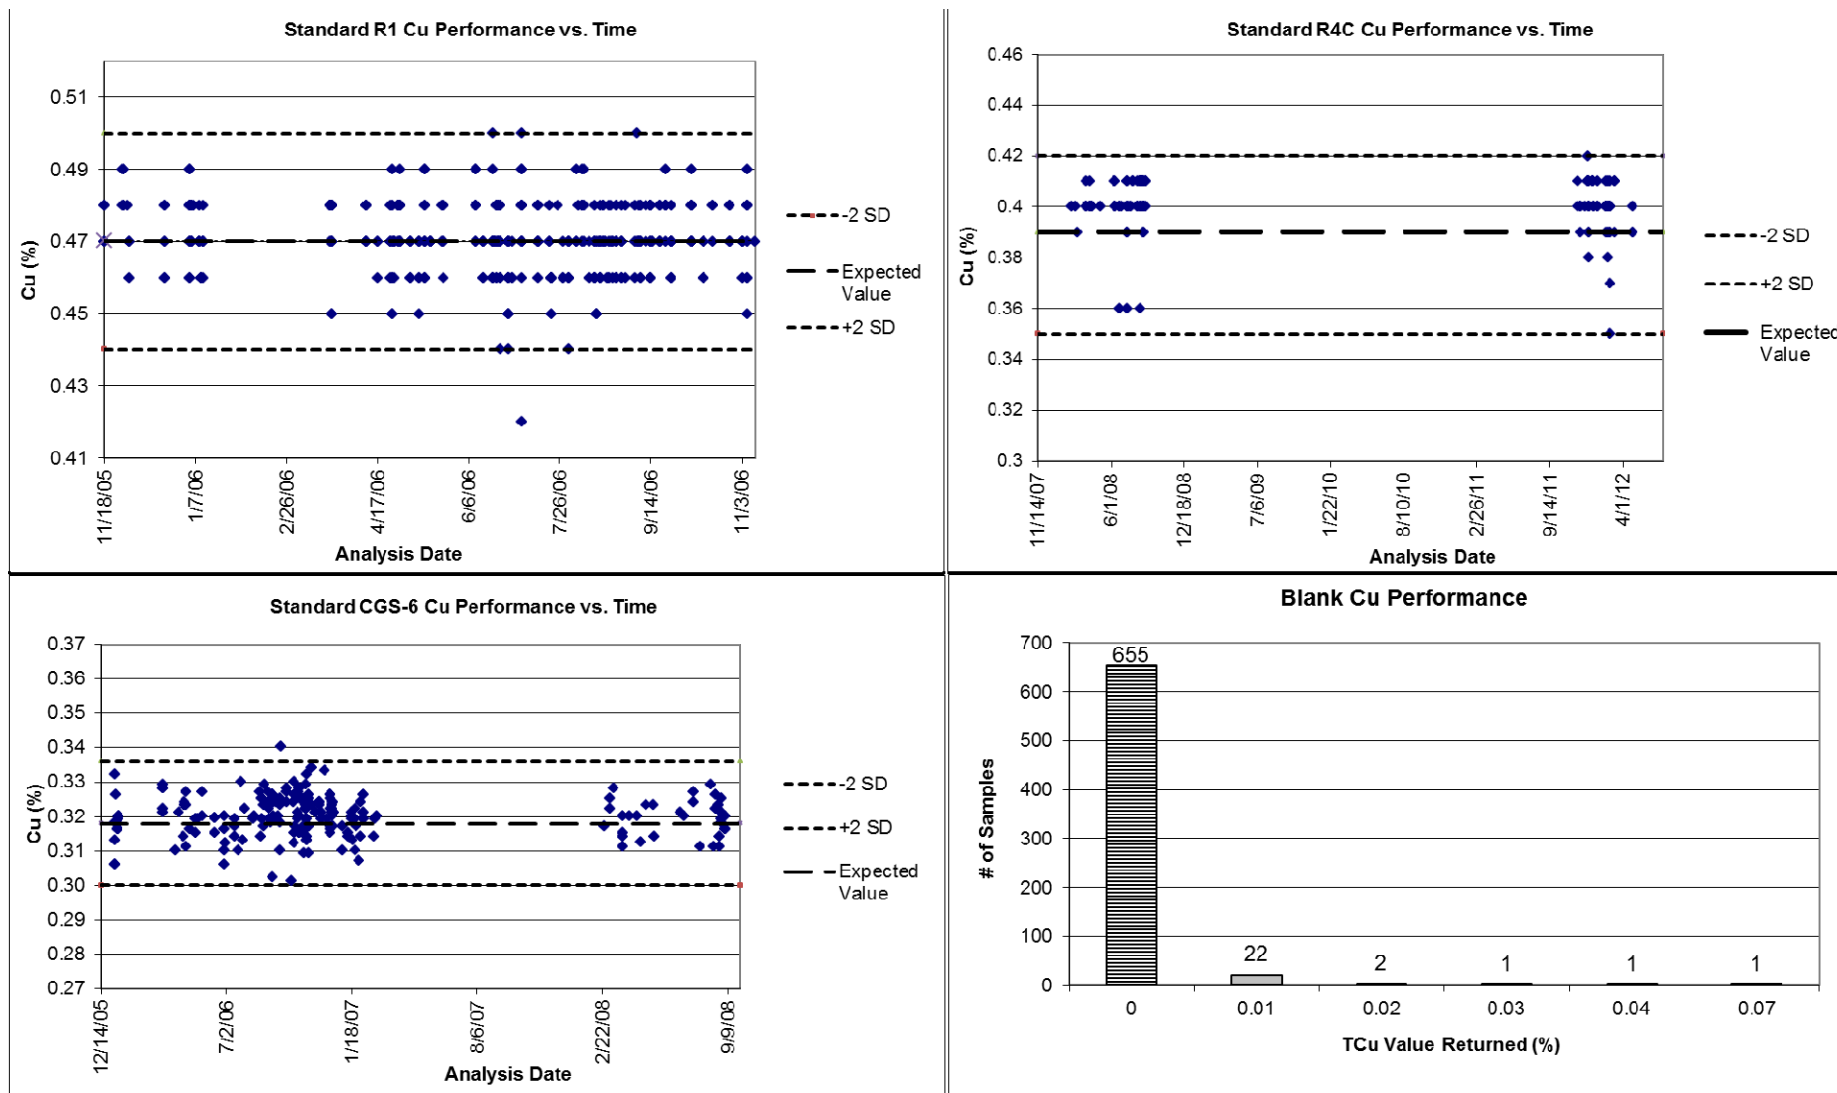 Standard R1 Cu Performance vs. Time
0.51
0.49
0.48
0.47
0.46
0.45
0.43
0.41
Cu (%)
11/18/05
1/7/06
2/26/06
4/17/06
6/6/06
7/26/06
9/14/06
11/3/06
Analysis Date
-2 SD
Expected
Value
+2 SD
Standard R4C Cu Performance vs. Time
0.46
0.44
0.42
0.4
0.38
0.36
0.34
0.32
0.3
Cu (%)
11/14/07
6/1/08
12/18/08
7/6/09
1/22/10
8/10/10
2/26/11
9/14/11
4/1/12
Analysis Date
-2 SD
+2 SD
Expected
Value
Standard CGS-6 Cu Performance vs. Time
0.37
0.36
0.35
0.34
0.33
0.32
0.31
0.30
0.29
0.28
0.27
Cu (%)
12/14/05
7/2/06
1/18/07
8/6/07
2/22/08
9/9/08
Analysis Date
-2 SD
+2 SD
Expected
Value
Blank Cu Performance
700
600
500
400
300
200
100
0
# of Samples
655
22
2
1
1
1
0
0.01
0.02
0.03
0.04
0.07
TCu Value Returned (%)